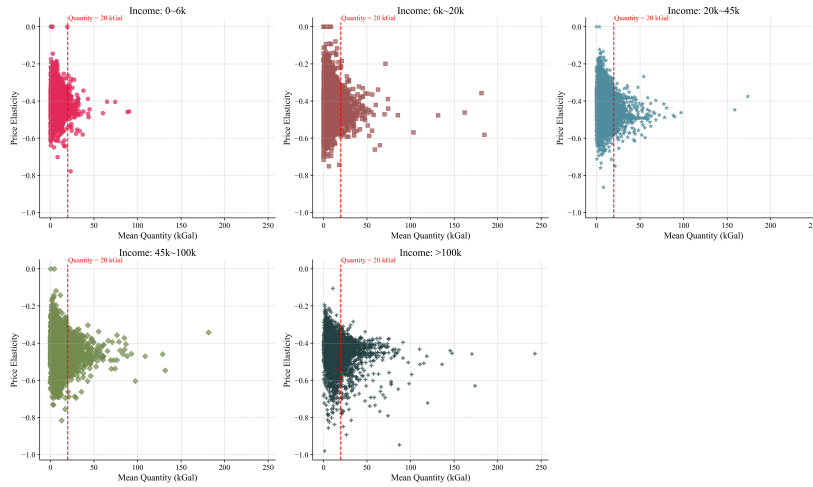 Income: 0~6k
Quantity = 20 kGal
0.0
−0.2
−0.4
−0.6
−0.8
−1.0
Price Elasticity
0 50 100 150 200 250
Mean Quantity (kGal)
Income: 6k~20k
Quantity = 20 kGal
0.0
−0.2
−0.4
−0.6
−0.8
−1.0
Price Elasticity
0 50 100 150 200 250
Mean Quantity (kGal)
Income: 20k~45k
Quantity = 20 kGal
0.0
−0.2
−0.4
−0.6
−0.8
−1.0
Price Elasticity
0 50 100 150 200 250
Mean Quantity (kGal)
Income: 45k~100k
Quantity = 20 kGal
0.0
−0.2
−0.4
−0.6
−0.8
−1.0
Price Elasticity
0 50 100 150 200 250
Mean Quantity (kGal)
Income: >100k
Quantity = 20 kGal
0.0
−0.2
−0.4
−0.6
−0.8
−1.0
Price Elasticity
0 50 100 150 200 250
Mean Quantity (kGal)